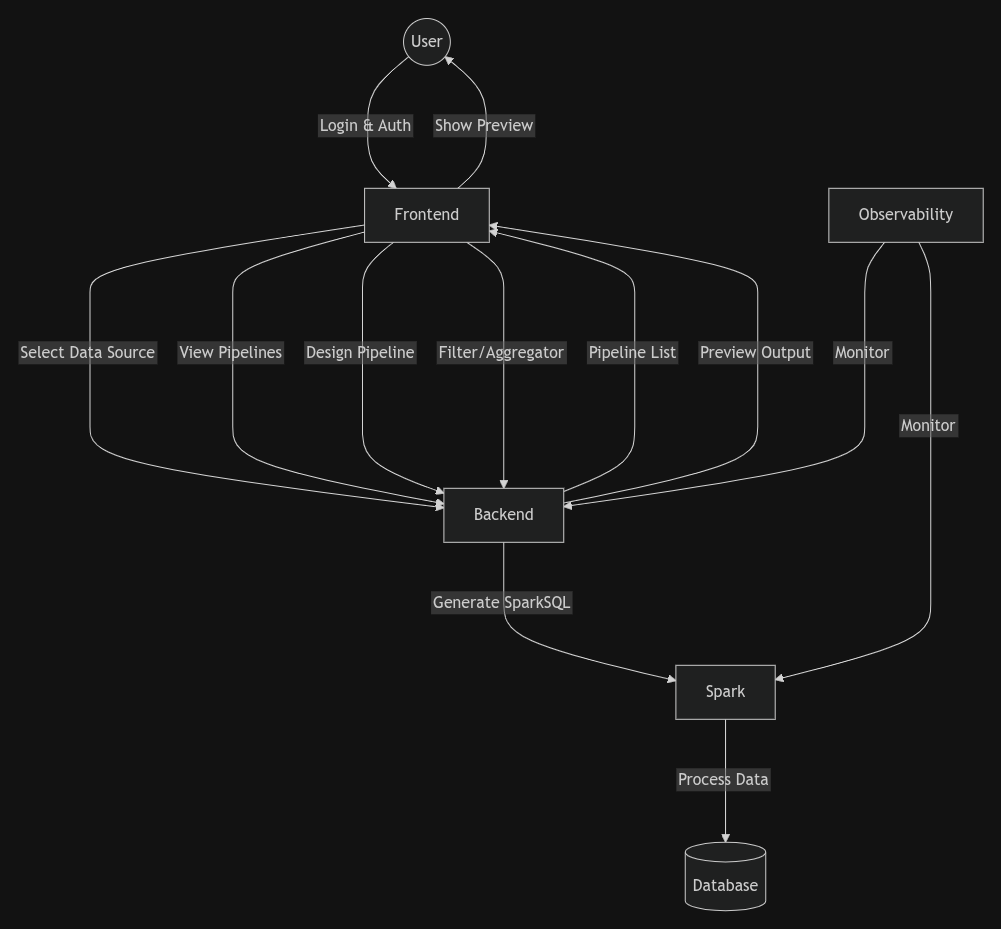 User
Login & Auth
Show Preview
Frontend
Observability
Select Data Source
View Pipelines
Design Pipeline
Filter/Aggregator
Pipeline List
Preview Output
Monitor
Monitor
Backend
Generate SparkSQL
Spark
Process Data
Database